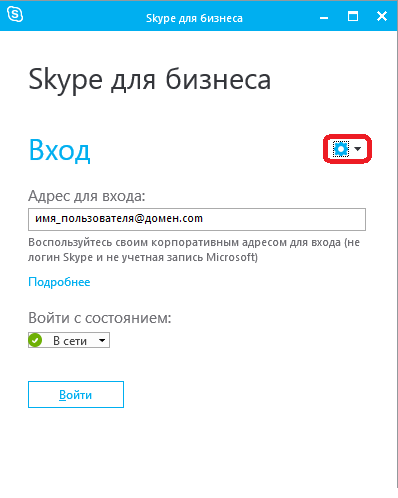 Skype для бизнеса
Skype для бизнеса
Вход
Адрес для входа:
имя_пользователя@домен.com
Воспользуйтесь своим корпоративным адресом для входа (не
логин Skype и не учетная запись Microsoft)
Подробнее
Войти с состоянием:
В сети
Войти